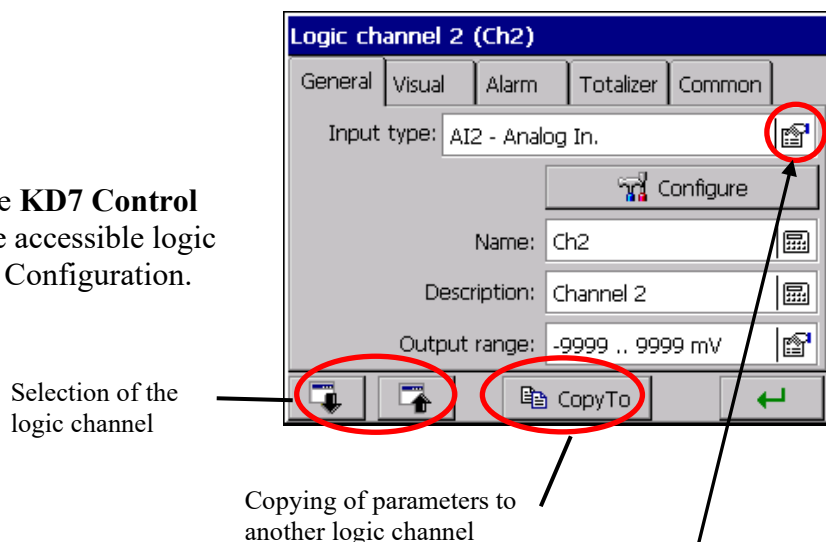 Logic channel 2 (Ch2)
General Visual Alarm Totalizer Common
Input type: AI2 - Analog In.
Configure
Name: Ch2
Description: Channel 2
Output range: -9999 .. 9999 mV
CopyTo
e KD7 Control
e accessible logic
Configuration.
Selection of the
logic channel
Copying of parameters to
another logic channel